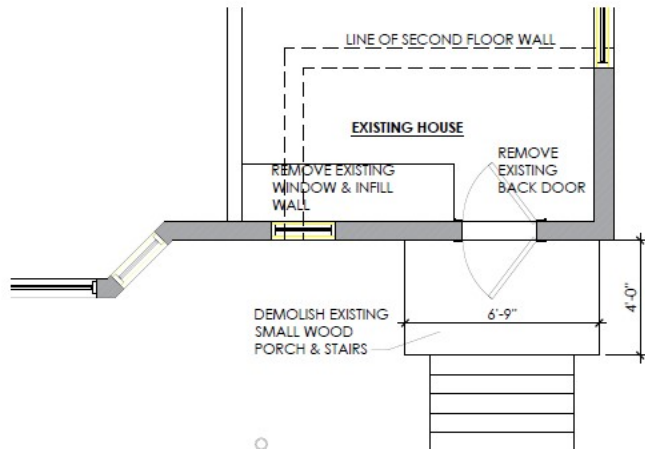 LINE OF SECOND FLOOR WALL
EXISTING HOUSE
REMOVE EXISTING
WINDOW & INFILL
WALL
REMOVE
EXISTING
BACK DOOR
DEMOLISH EXISTING
SMALL WOOD
PORCH & STAIRS
6'-9"
4'-0"